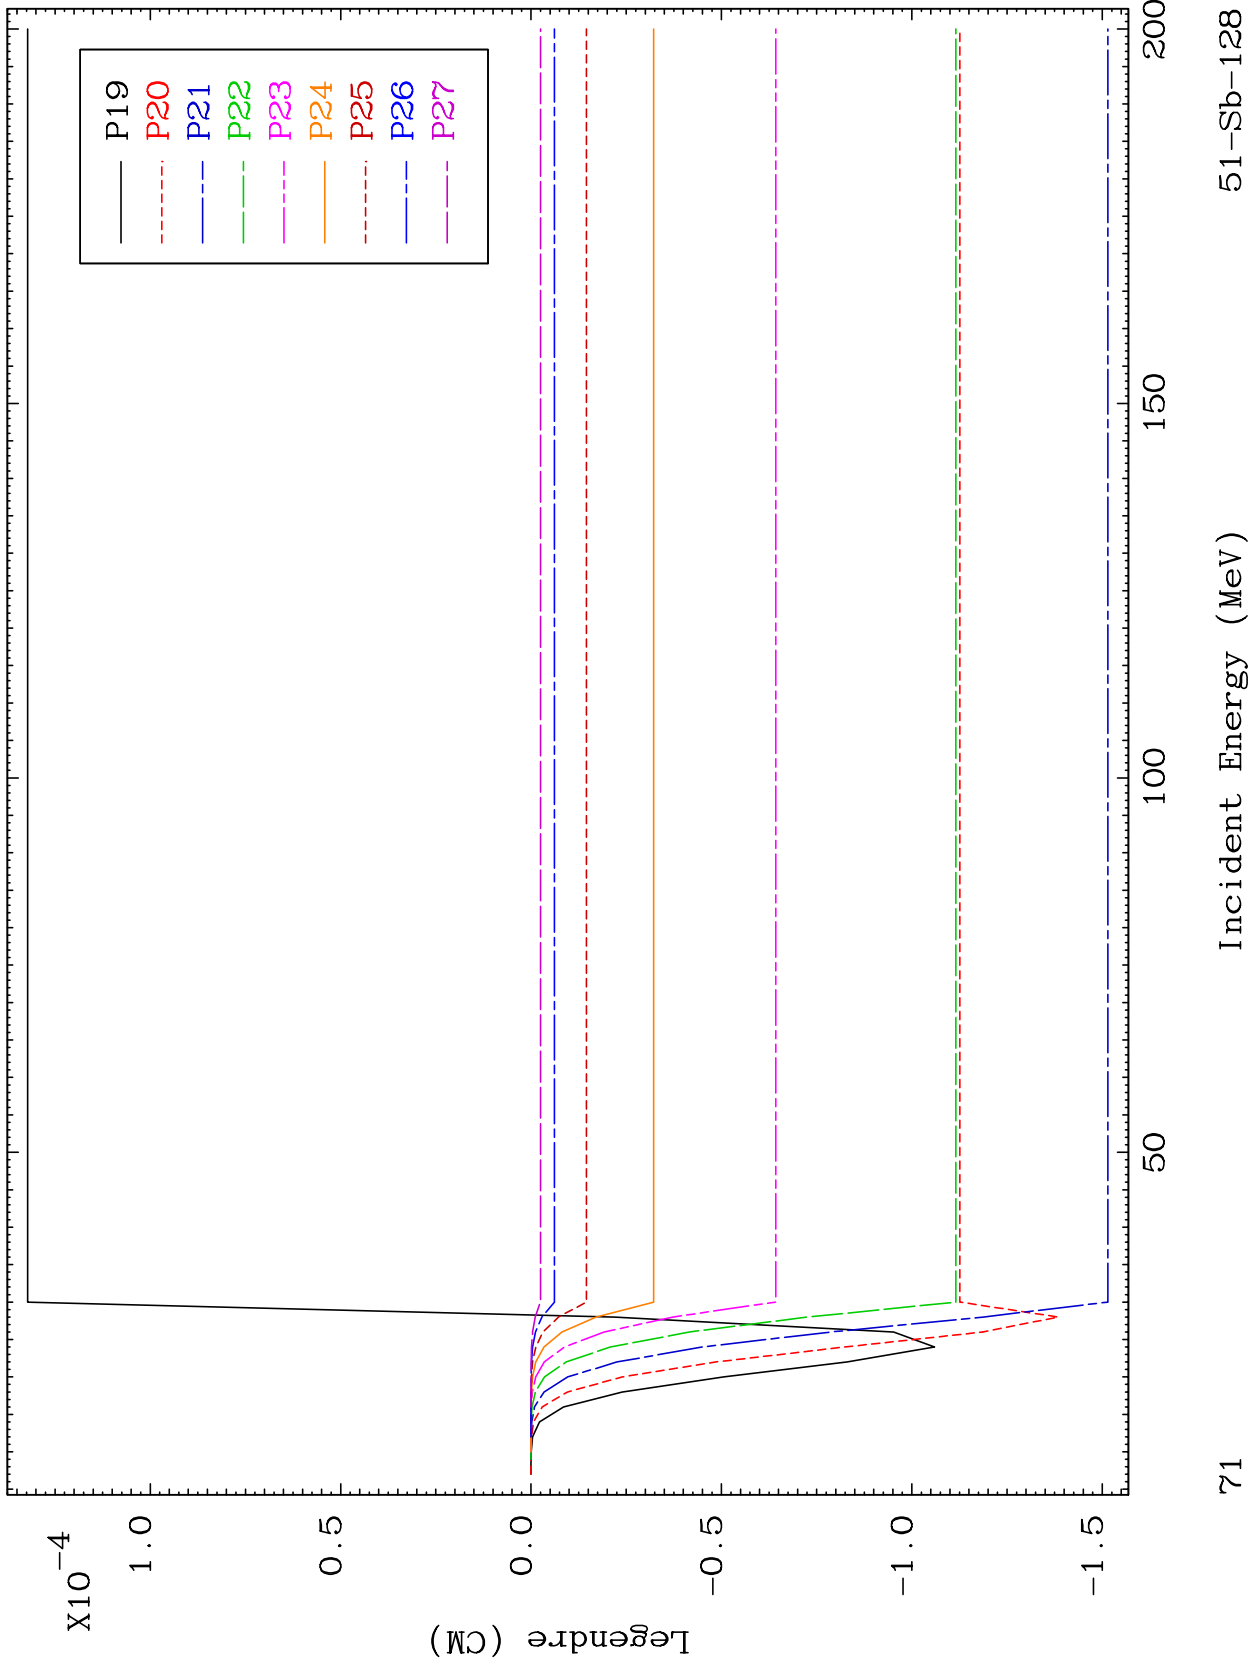 X10-4
1.0
0.5
0.0
-0.5
-1.0
-1.5
Legendre (CM)
P19
P20
P21
P22
P23
P24
P25
P26
P27
50
100
150
200
71
Incident Energy (MeV)
51-Sb-128